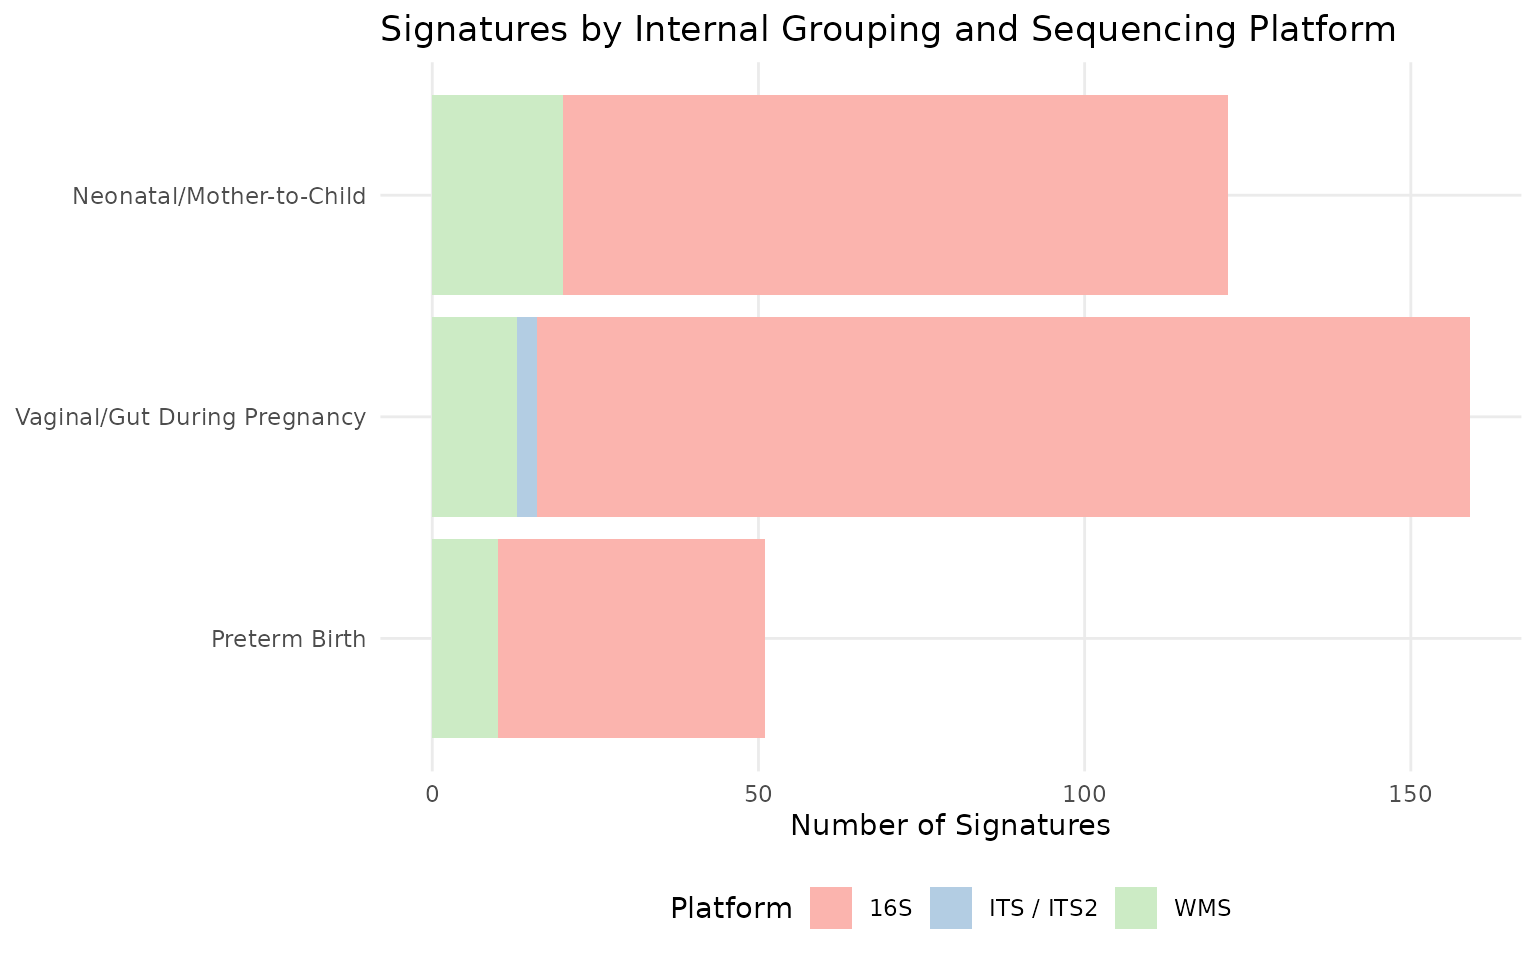 Signatures by Internal Grouping and Sequencing Platform
Neonatal/Mother-to-Child
Vaginal/Gut During Pregnancy
Preterm Birth
0 50 100 150
Number of Signatures
Platform 16S ITS / ITS2 WMS